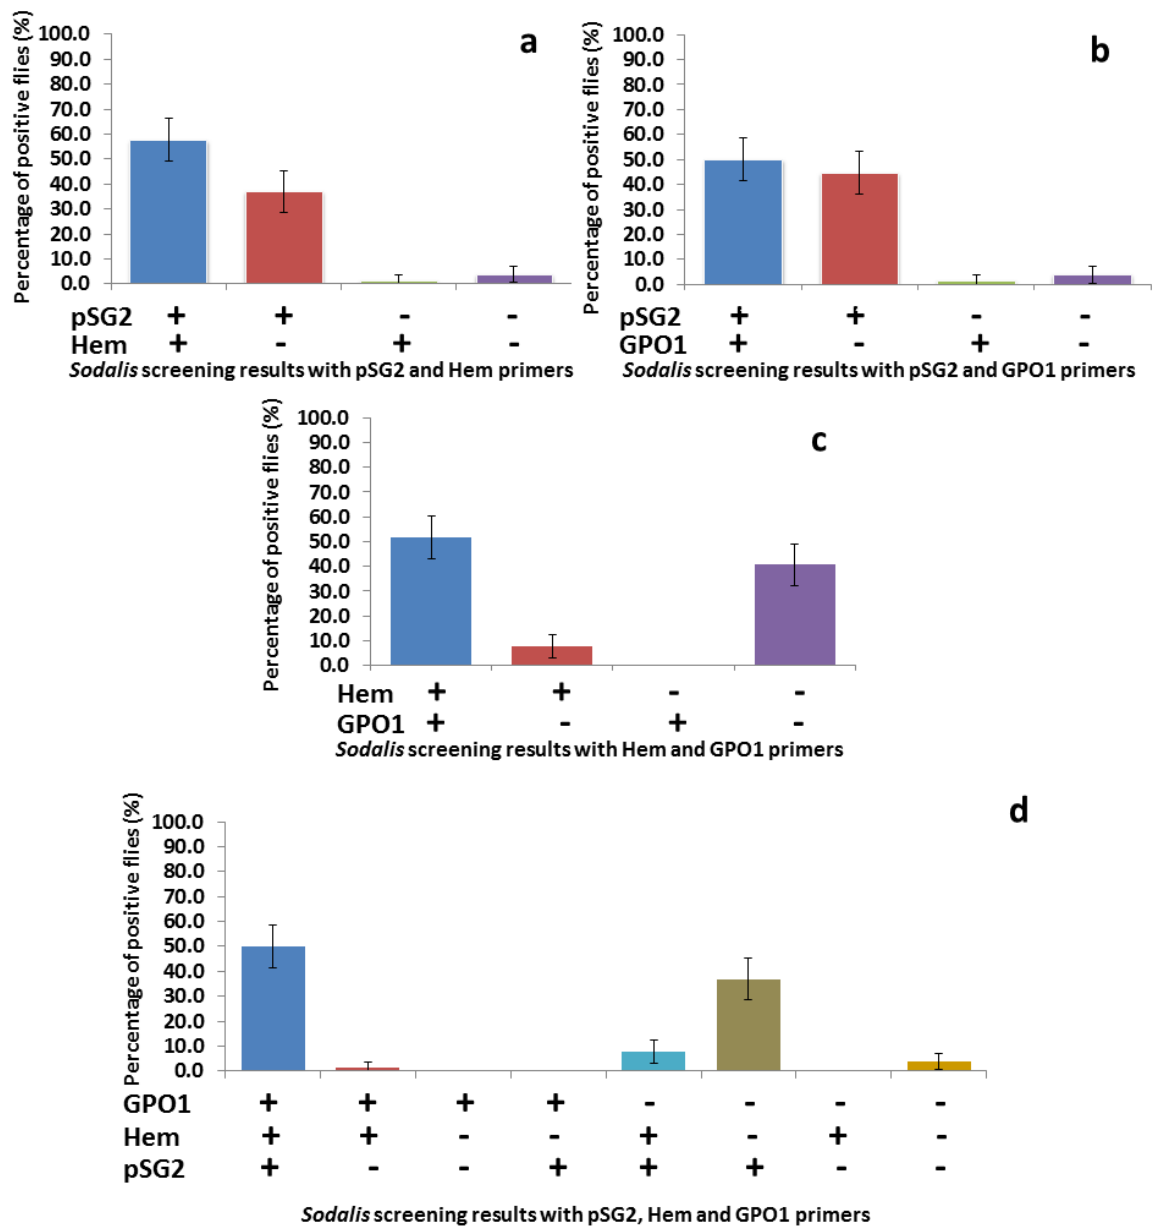 a
Percentage of positive flies (%)
100.0
90.0
80.0
70.0
60.0
50.0
40.0
30.0
20.0
10.0
0.0
pSG2 + + - -
Hem + - + -
Sodalis screening results with pSG2 and Hem primers
b
Percentage of positive flies (%)
100.0
90.0
80.0
70.0
60.0
50.0
40.0
30.0
20.0
10.0
0.0
pSG2 + + - -
GPO1 + - + -
Sodalis screening results with pSG2 and GPO1 primers
c
Percentage of positive flies (%)
100.0
90.0
80.0
70.0
60.0
50.0
40.0
30.0
20.0
10.0
0.0
Hem + + - -
GPO1 + - + -
Sodalis screening results with Hem and GPO1 primers
d
Percentage of positive flies (%)
100.0
90.0
80.0
70.0
60.0
50.0
40.0
30.0
20.0
10.0
0.0
GPO1 + + + + - - - -
Hem + + - - + - + -
pSG2 + - - + + + - -
Sodalis screening results with pSG2, Hem and GPO1 primers